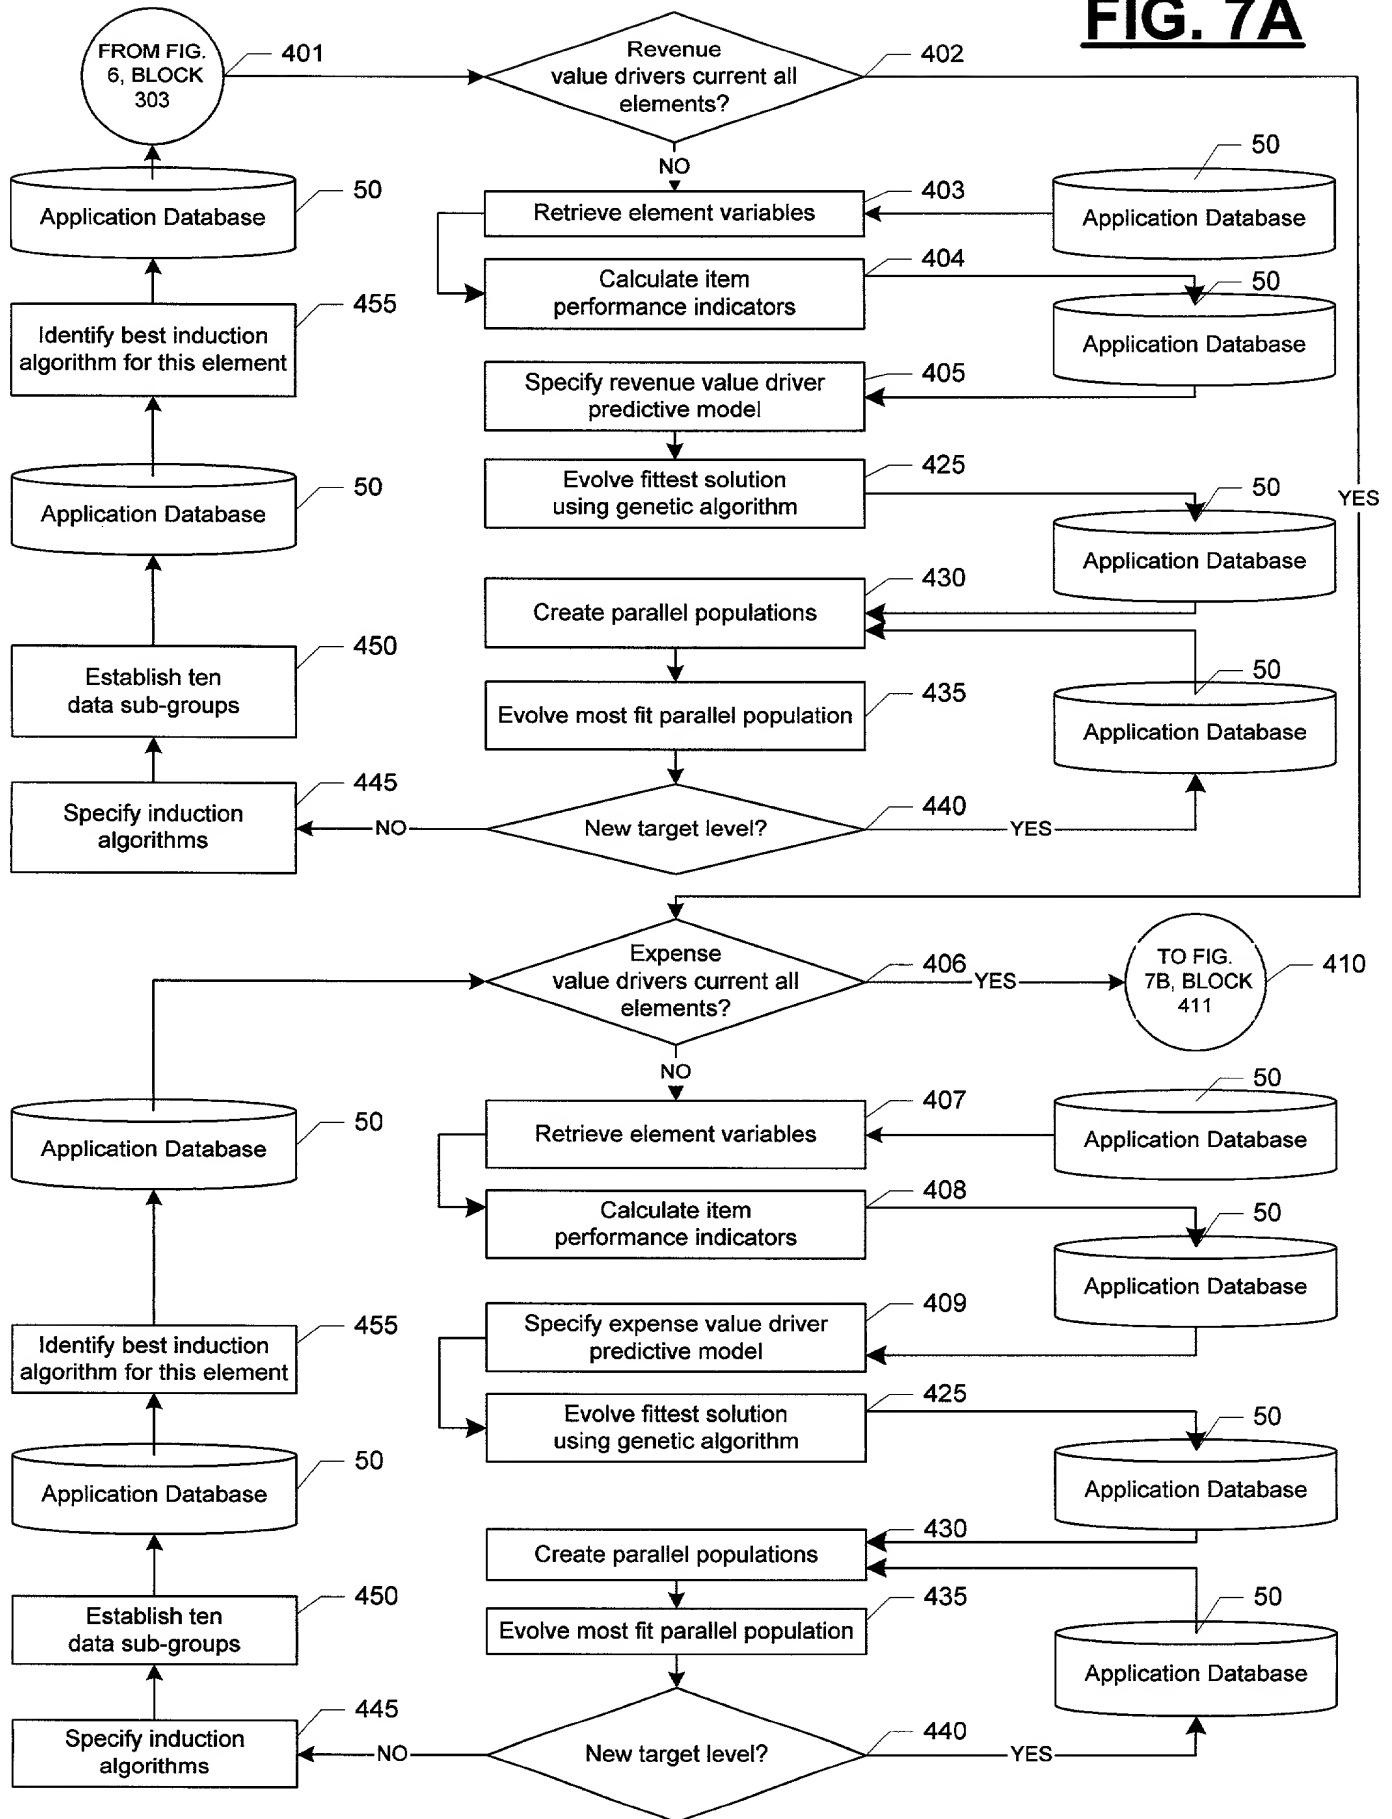 FIG. 7A
FROM FIG.
6, BLOCK
303
401
Revenue
value drivers current all
elements?
402
NO
YES
50
Application Database
50
Application Database
Retrieve element variables
403
Calculate item
performance indicators
404
50
Application Database
455
Identify best induction
algorithm for this element
Specify revenue value driver
predictive model
405
Evolve fittest solution
using genetic algorithm
425
50
Application Database
50
Application Database
Create parallel populations
430
450
Establish ten
data sub-groups
Evolve most fit parallel population
435
50
Application Database
445
Specify induction
algorithms
NO
New target level?
440
YES
Expense
value drivers current all
elements?
406
YES
TO FIG.
7B, BLOCK
411
410
NO
50
Application Database
Retrieve element variables
407
50
Application Database
Calculate item
performance indicators
408
50
Application Database
455
Identify best induction
algorithm for this element
Specify expense value driver
predictive model
409
Evolve fittest solution
using genetic algorithm
425
50
Application Database
50
Application Database
Create parallel populations
430
450
Establish ten
data sub-groups
Evolve most fit parallel population
435
50
Application Database
445
Specify induction
algorithms
NO
New target level?
440
YES